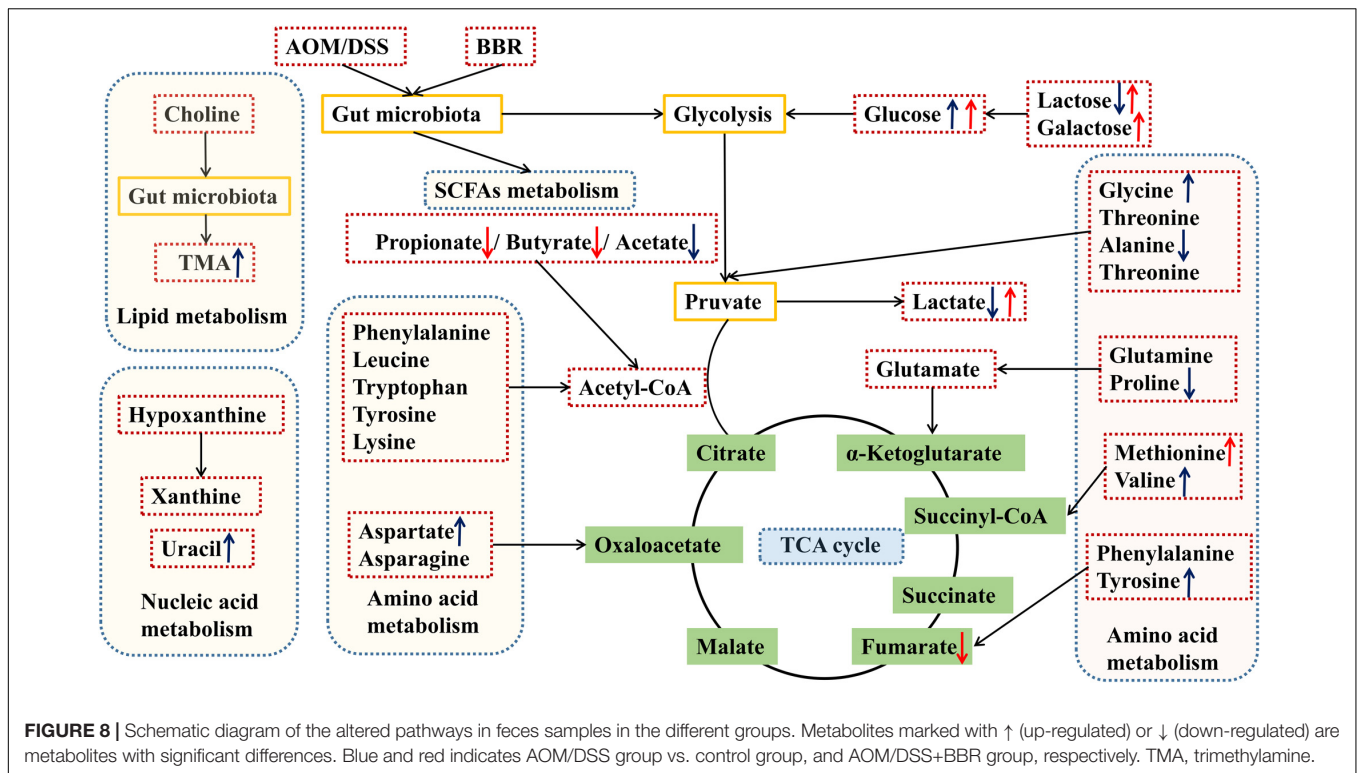 AOM/DSS
BBR
Choline
Gut microbiota
TMA↑
Lipid metabolism
Gut microbiota
Glycolysis
Glucose ↑ ↑
Lactose↓↑
Galactose↑
SCFAs metabolism
Propionate↓/ Butyrate↓/ Acetate↓
Glycine ↑
Threonine
Alanine↓
Threonine
Pruvate
Lactate↓↑
Phenylalanine
Leucine
Tryptophan
Tyrosine
Lysine
Acetyl-CoA
Glutamate
Glutamine
Proline↓
Hypoxanthine
Xanthine
Uracil↑
Nucleic acid
metabolism
Aspartate↑
Asparagine
Amino acid
metabolism
Citrate
α-Ketoglutarate
Methionine↑
Valine↑
Succinyl-CoA
Oxaloacetate
TCA cycle
Succinate
Phenylalanine
Tyrosine↑
Malate
Fumarate↓
Amino acid
metabolism
FIGURE 8 | Schematic diagram of the altered pathways in feces samples in the different groups. Metabolites marked with ↑ (up-regulated) or ↓ (down-regulated) are
metabolites with significant differences. Blue and red indicates AOM/DSS group vs. control group, and AOM/DSS+BBR group, respectively. TMA, trimethylamine.